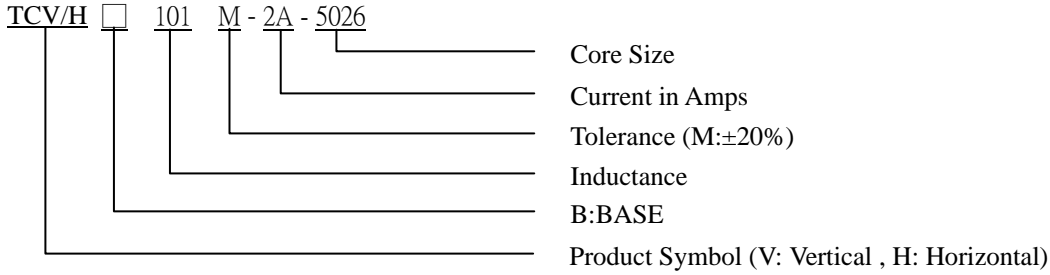 TCV/H □ 101 M - 2A - 5026
Core Size
Current in Amps
Tolerance (M:±20%)
Inductance
B:BASE
Product Symbol (V: Vertical , H: Horizontal)